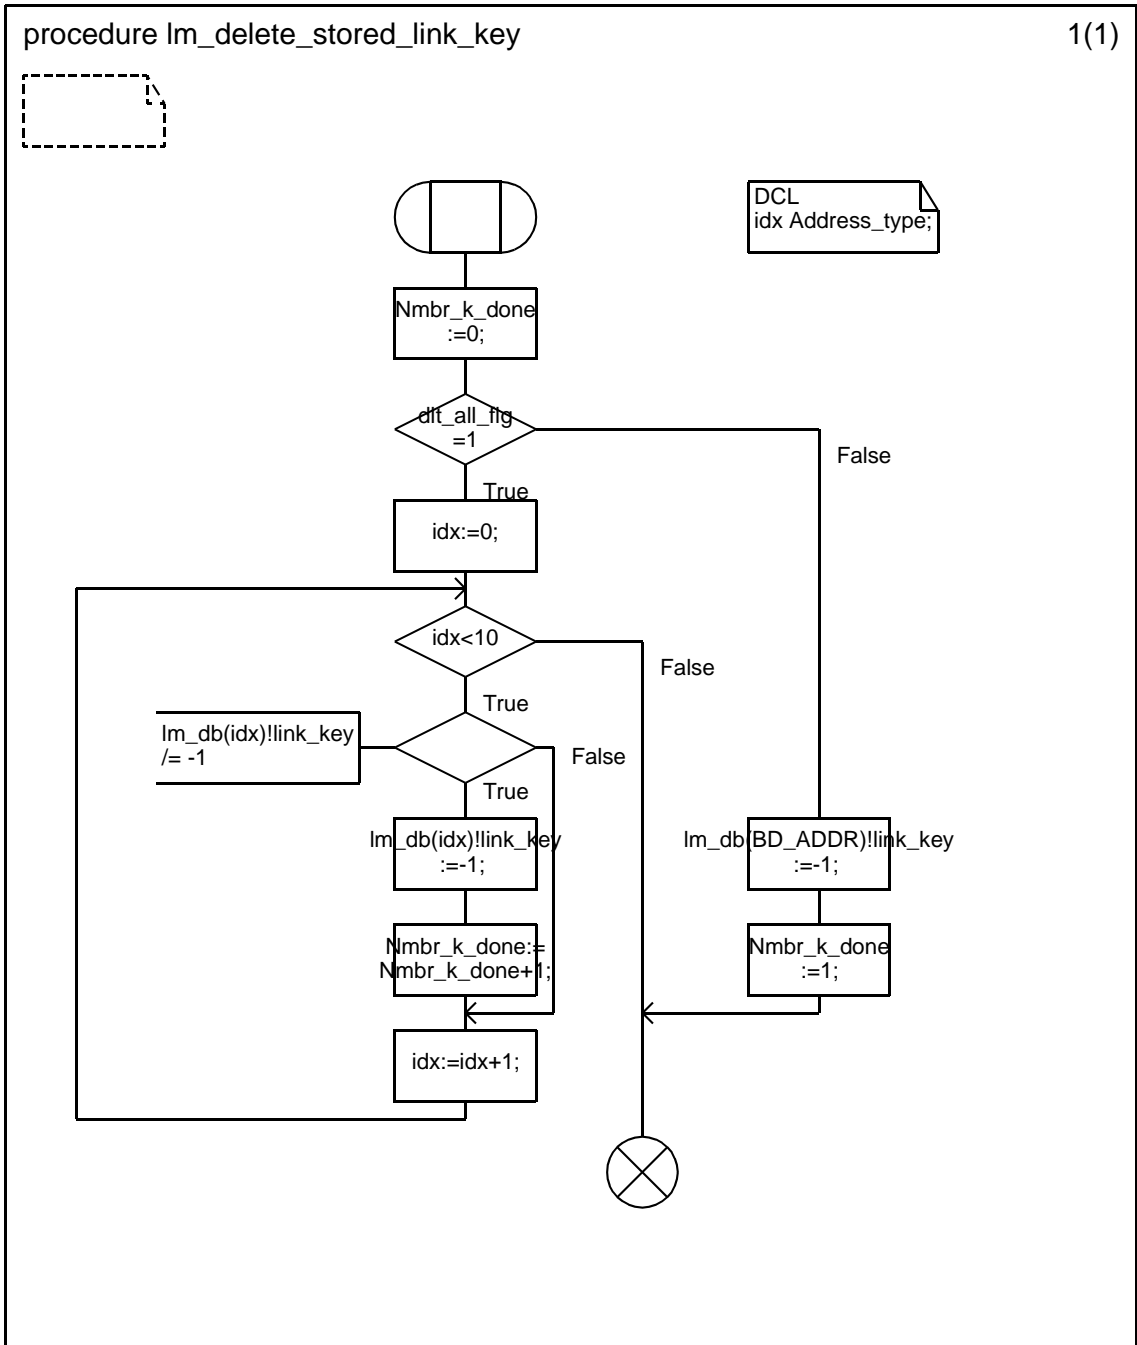 procedure lm_delete_stored_link_key
1(1)
DCL
idx Address_type;
Nmbr_k_done
:=0;
dlt_all_flg
=1
False
True
idx:=0;
idx<10
False
True
lm_db(idx)!link_key
/= -1
False
True
lm_db(idx)!link_key
:=-1;
lm_db(BD_ADDR)!link_key
:=-1;
Nmbr_k_done:=
Nmbr_k_done+1;
Nmbr_k_done
:=1;
idx:=idx+1;